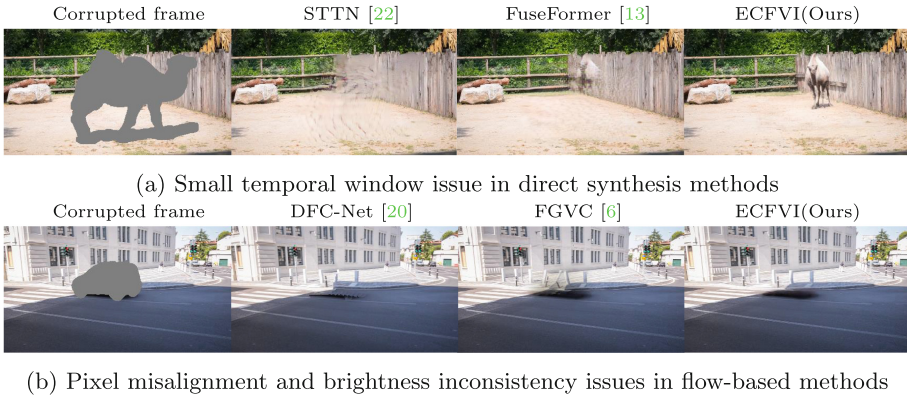 Corrupted frame STTN [22] FuseFormer [13] ECFVI(Ours)
(a) Small temporal window issue in direct synthesis methods
Corrupted frame DFC-Net [20] FGVC [6] ECFVI(Ours)
(b) Pixel misalignment and brightness inconsistency issues in flow-based methods